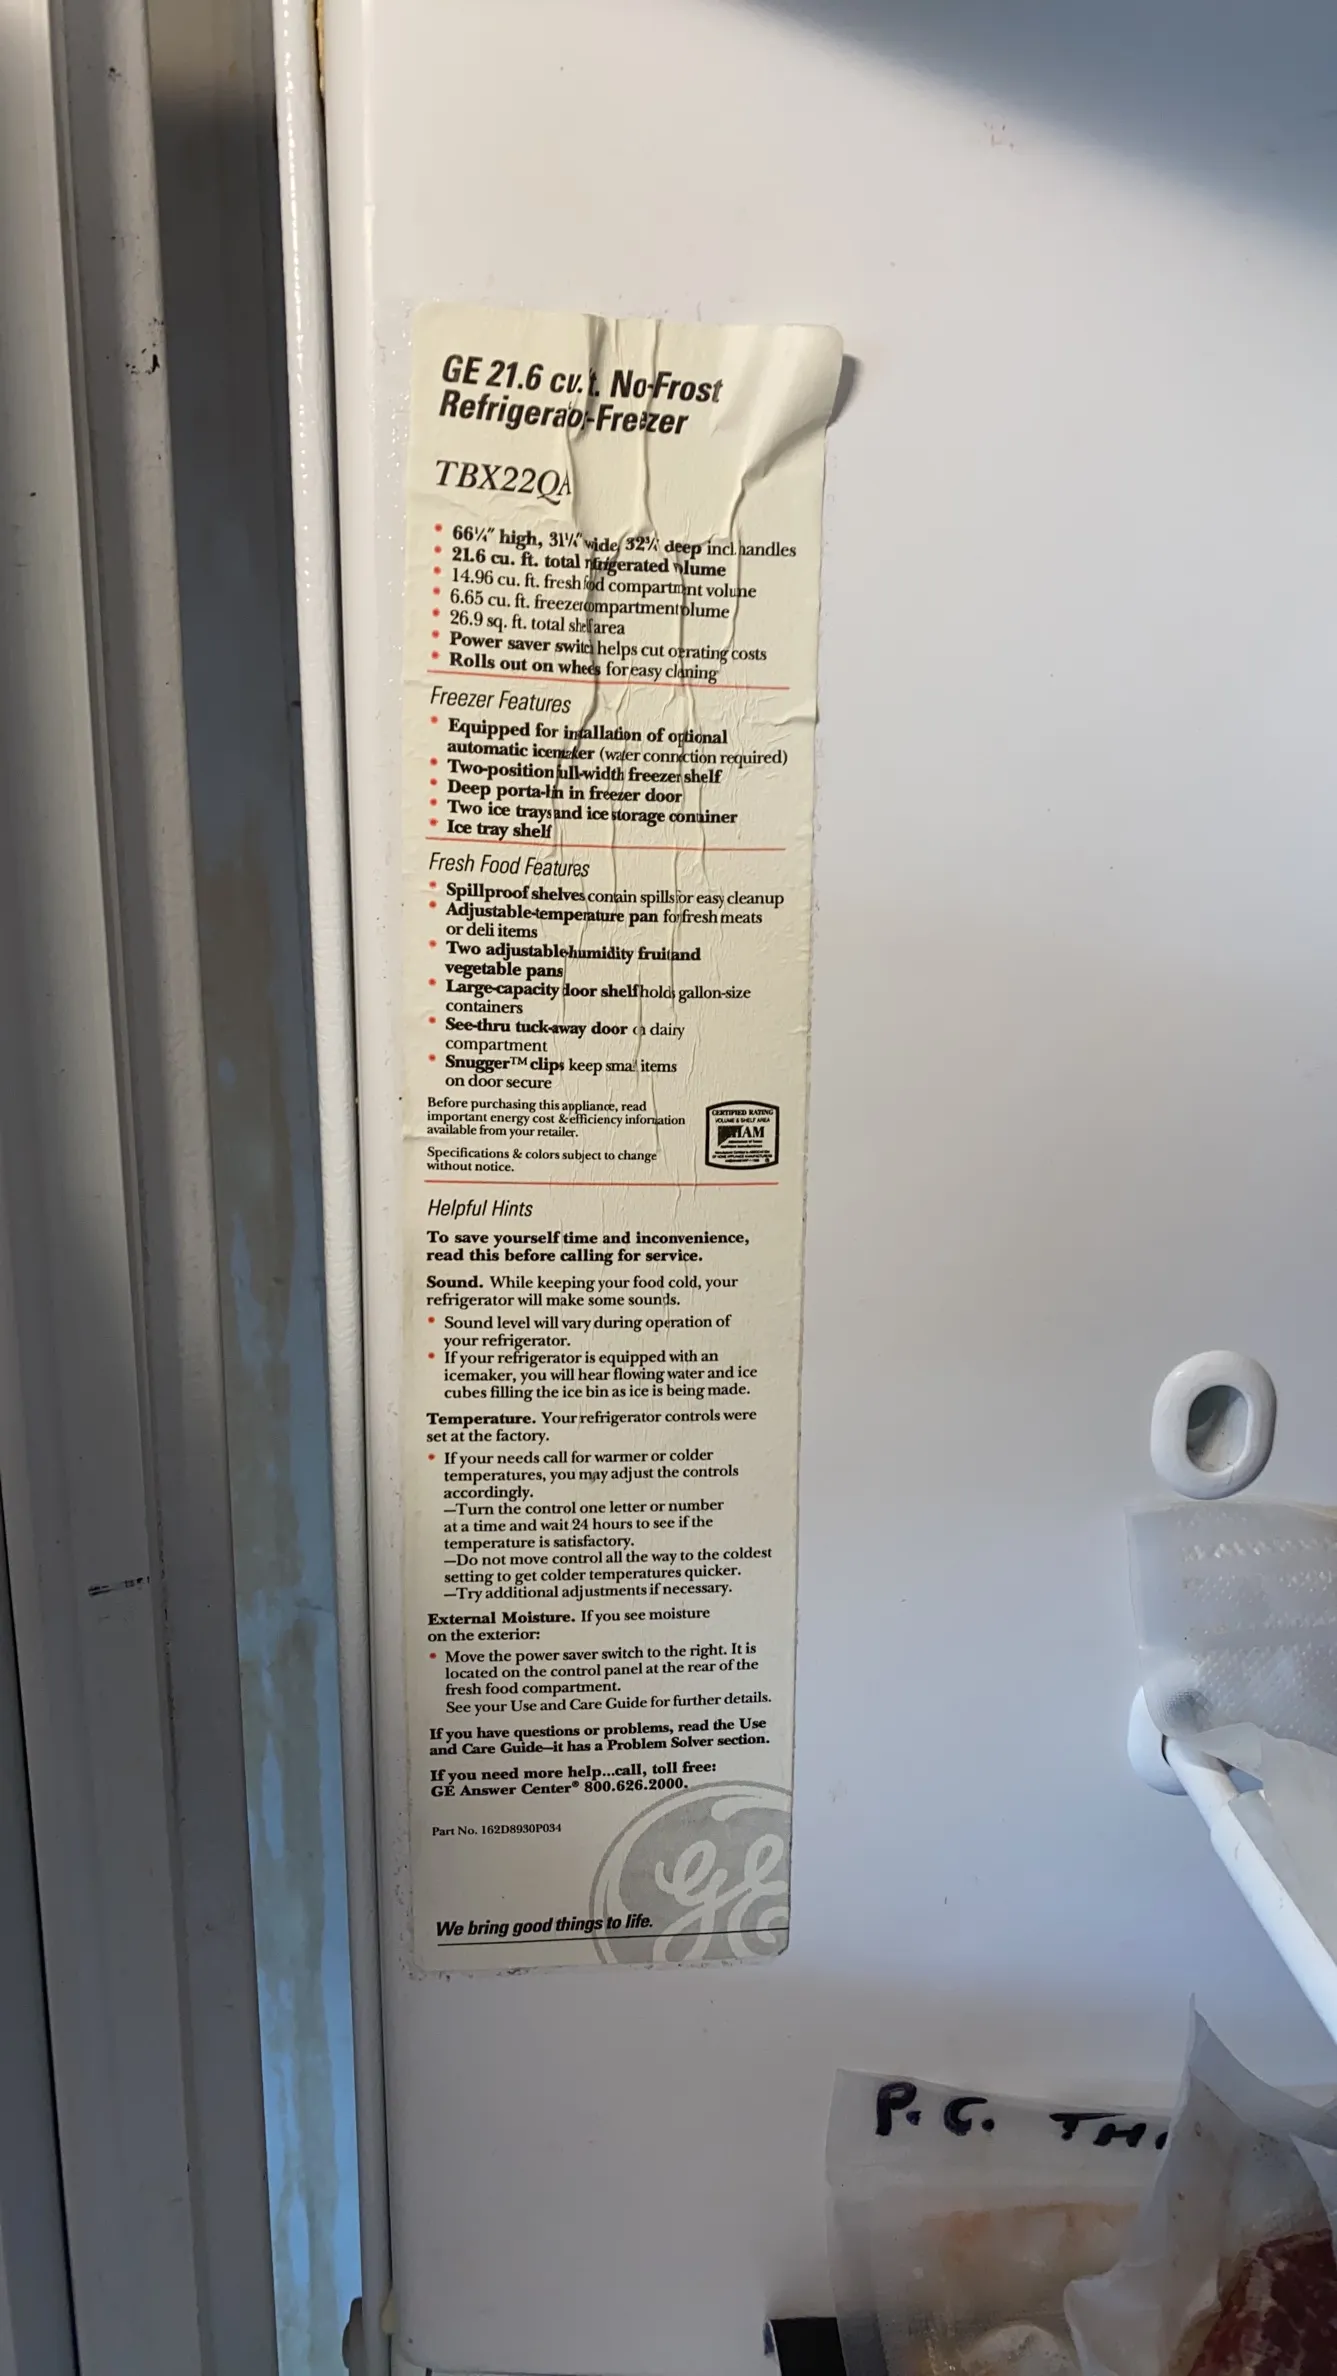 GE 21.6 cu. t. No-Frost
Refrigerao,-Freezer
TBX22QA
• 66¼" high, 31¼" wide, 32¾ deep incl. handles
• 21.6 cu. ft. total rfrigerated vlume
• 14.96 cu. ft. fresh fod compartmnt volune
• 6.65 cu. ft. freezer ompartment plume
• 26.9 sq. ft. total shelf area
• Power saver switch helps cut oprating costs
• Rolls out on whees for easy claning
Freezer Features
• Equipped for intallation of optional
automatic icemaker (water connction required)
• Two-position ull-width freezer shelf
• Deep porta-bin in freezer door
• Two ice trays and ice storage container
• Ice tray shelf
Fresh Food Features
• Spillproof shelves contain spills for easy cleanup
• Adjustable-temperature pan for fresh meats
or deli items
• Two adjustable-humidity fruit and
vegetable pans
• Large-capacity door shelf holds gallon-size
containers
• See-thru tuck-away door on dairy
compartment
• Snugger™ clips keep small items
on door secure
Before purchasing this appliance, read
important energy cost & efficiency information
available from your retailer.
CERTIFIED RATING
VOLUME & SHELF AREA
Specifications & colors subject to change
without notice.
Helpful Hints
To save yourself time and inconvenience,
read this before calling for service.
Sound. While keeping your food cold, your
refrigerator will make some sounds.
• Sound level will vary during operation of
your refrigerator.
• If your refrigerator is equipped with an
icemaker, you will hear flowing water and ice
cubes filling the ice bin as ice is being made.
Temperature. Your refrigerator controls were
set at the factory.
• If your needs call for warmer or colder
temperatures, you may adjust the controls
accordingly.
—Turn the control one letter or number
at a time and wait 24 hours to see if the
temperature is satisfactory.
—Do not move control all the way to the coldest
setting to get colder temperatures quicker.
—Try additional adjustments if necessary.
External Moisture. If you see moisture
on the exterior:
• Move the power saver switch to the right. It is
located on the control panel at the rear of the
fresh food compartment.
See your Use and Care Guide for further details.
If you have questions or problems, read the Use
and Care Guide—it has a Problem Solver section.
If you need more help...call, toll free:
GE Answer Center® 800.626.2000.
Part No. 162D8930P034
GE
We bring good things to life.
P.C.